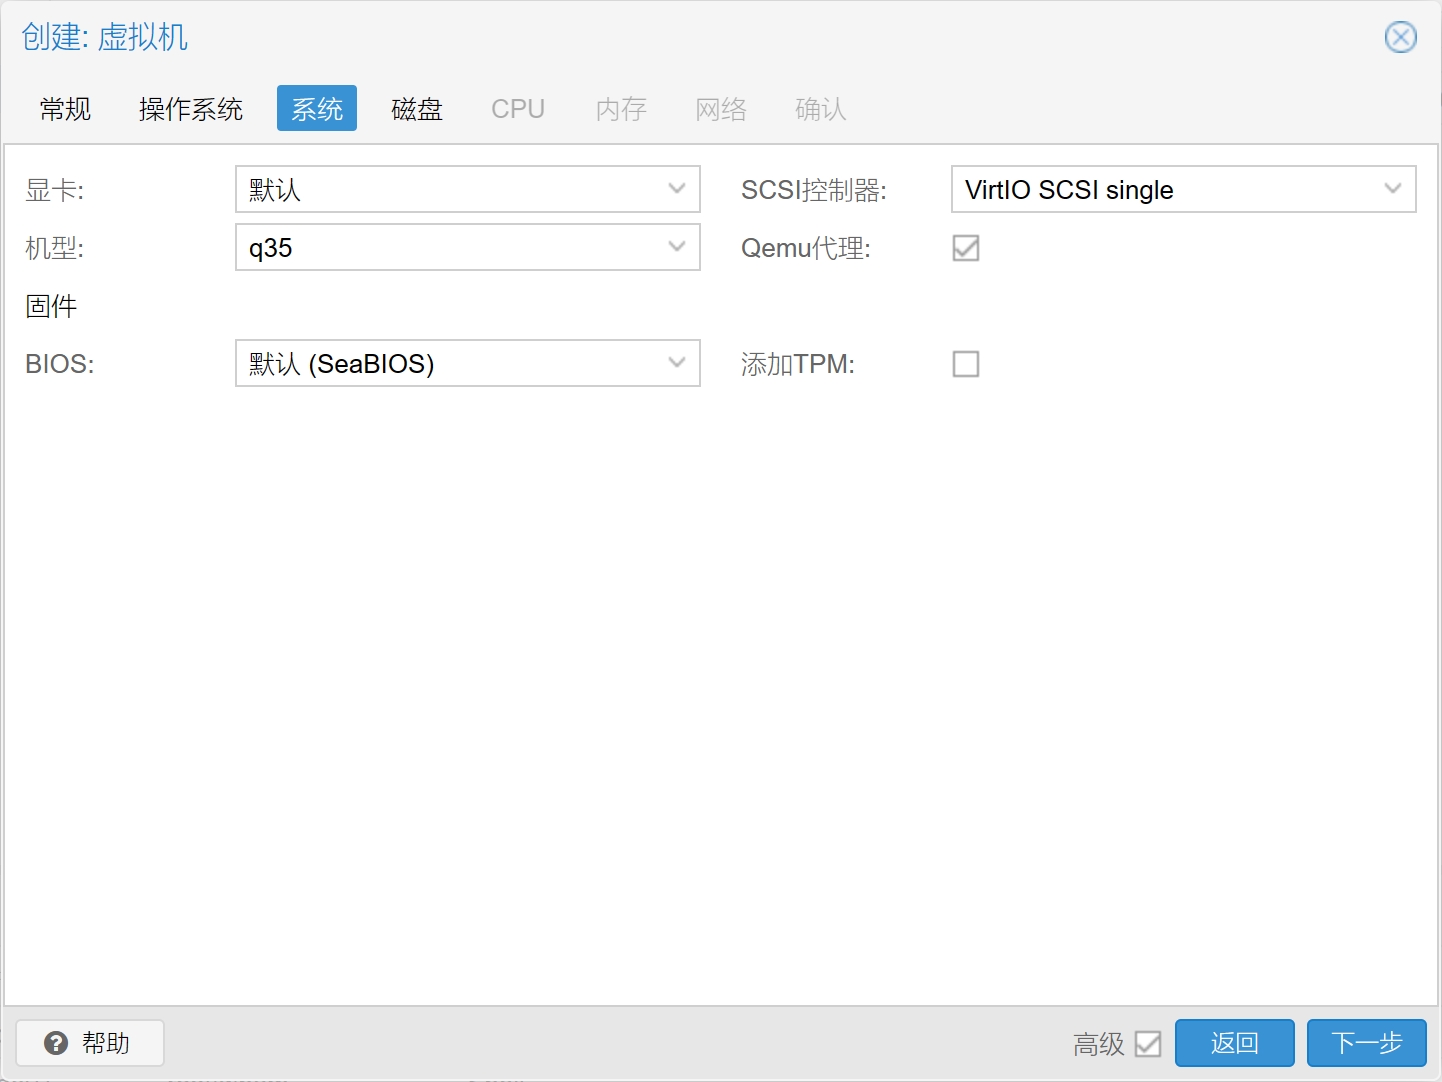 创建: 虚拟机
常规 操作系统 系统 磁盘 CPU 内存 网络 确认
显卡: 默认 SCSI控制器: VirtIO SCSI single
机型: q35 Qemu代理:
固件
BIOS: 默认 (SeaBIOS) 添加TPM:
帮助 高级 返回 下一步